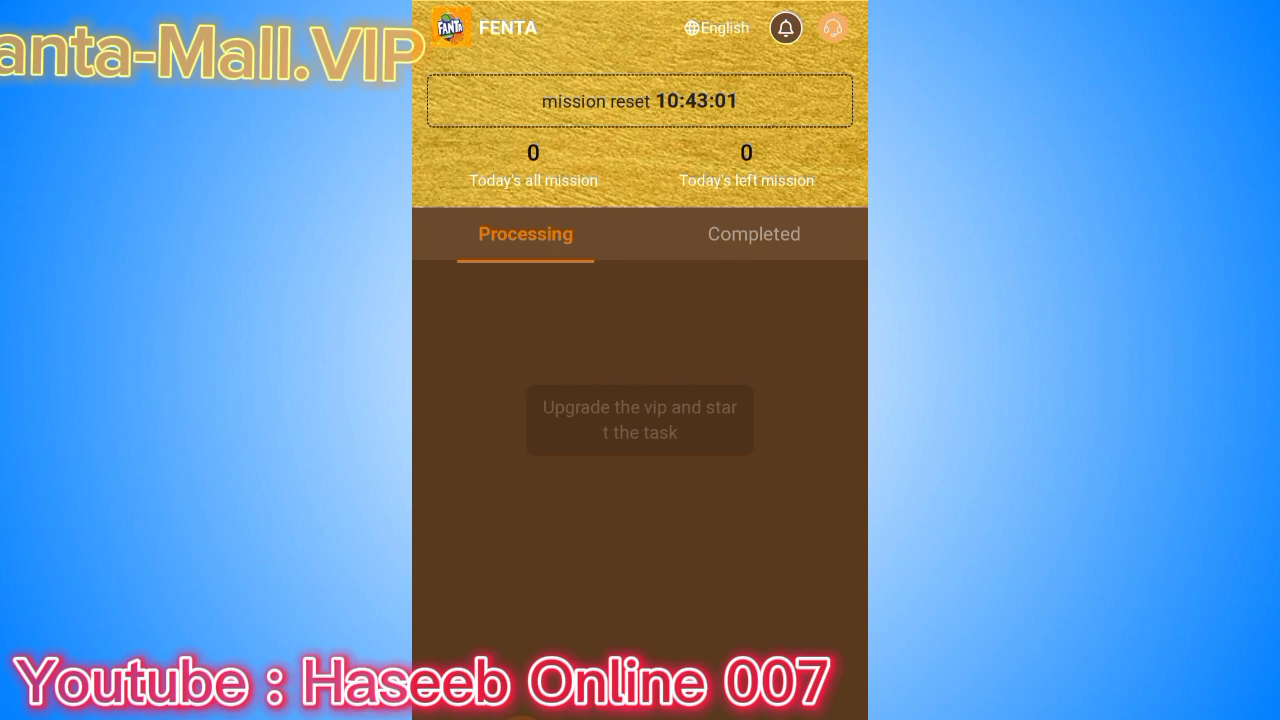 anta-Mall.VIP
FANTA
FENTA
English
mission reset 10:43:01
0
0
Today's all mission
Today's left mission
Processing
Completed
Upgrade the vip and star
t the task
Youtube : Haseeb Online 007